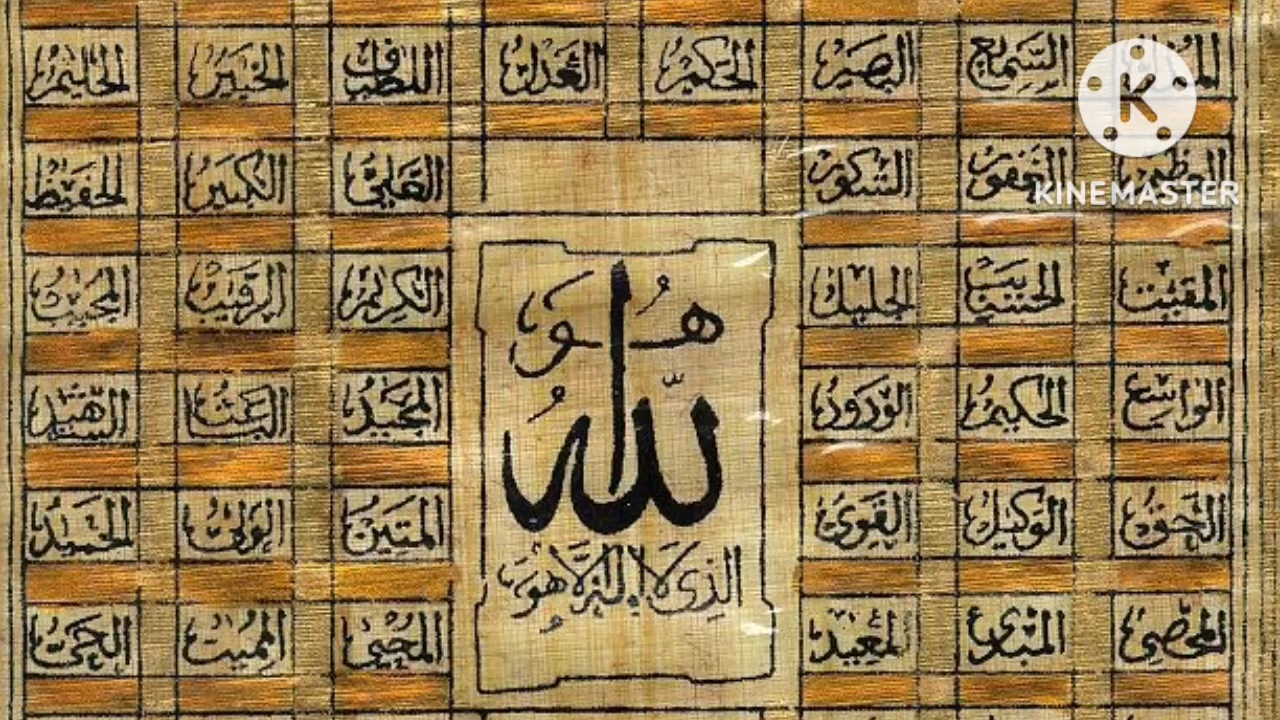 السميع البصير الحكم العدل اللطيف الخبير الحليم
العظيم الغفور الشكور العلي الكبير الحفيظ
المقيت الحسيب الجليل الكريم الرقيب المجيب
الواسع الحكيم الودود المجيد الباعث الشهيد
الحق الوكيل القوي المتين الولي الحميد
المحصي المبدئ المعيد المحيي المميت الحي
هو
الله
الذي لا إله إلا هو
K
KINEMASTER